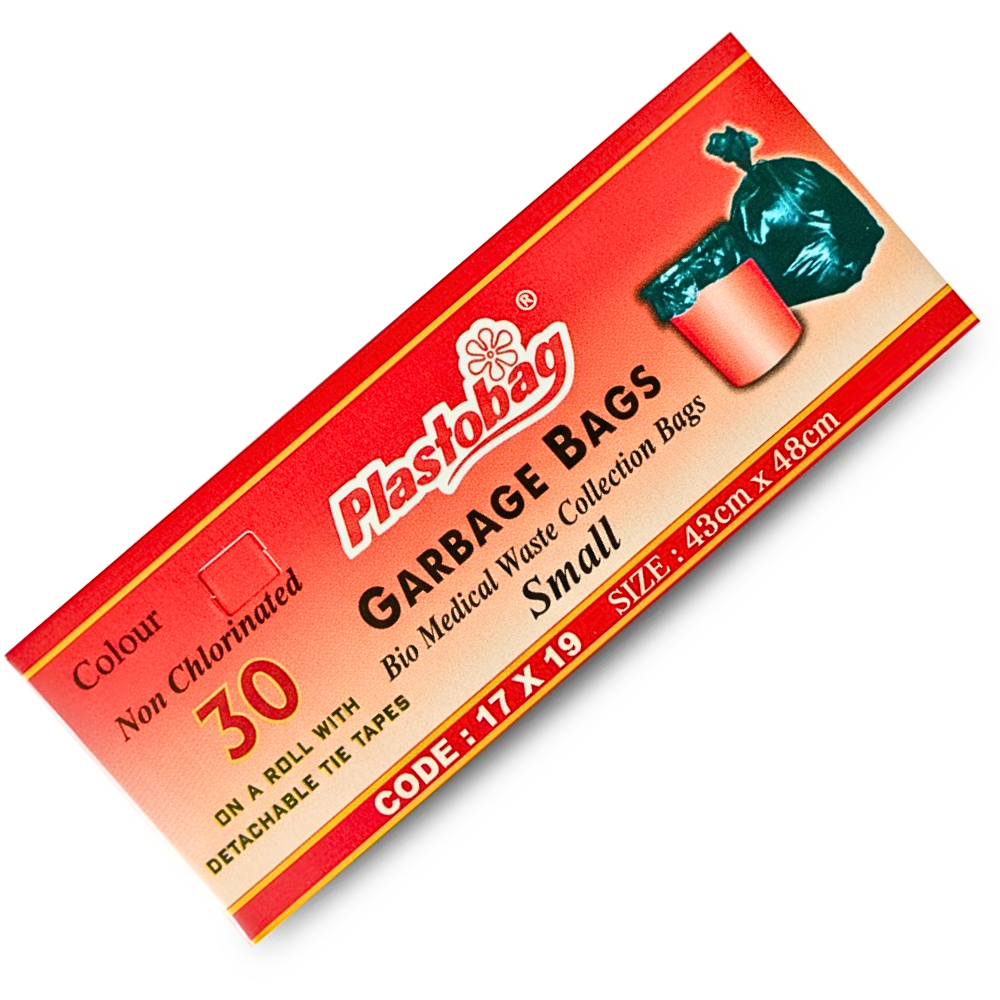 Plastobag ®
GARBAGE BAGS
Bio Medical Waste Collection Bags
Small
Colour
Non Chlorinated
30
ON A ROLL WITH
DETACHABLE TIE TAPES
CODE : 17 X 19 SIZE : 43cm x 48cm